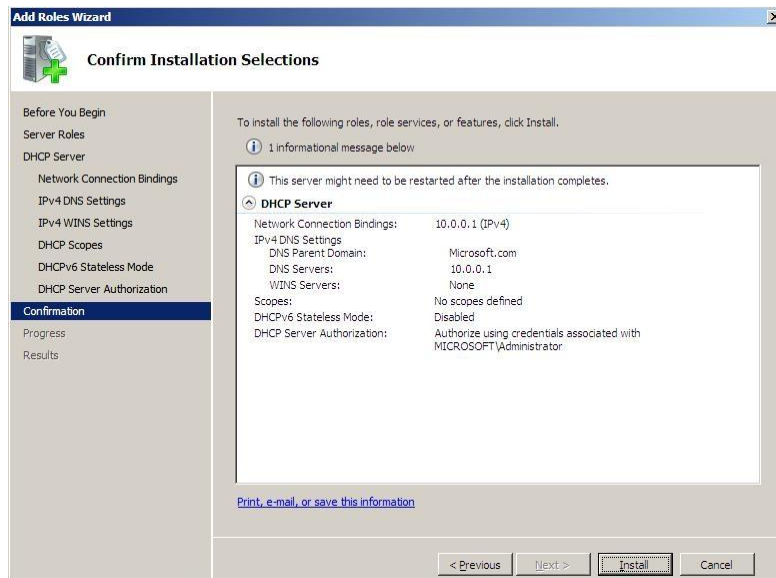 Add Roles Wizard
Confirm Installation Selections
Before You Begin
Server Roles
DHCP Server
Network Connection Bindings
IPv4 DNS Settings
IPv4 WINS Settings
DHCP Scopes
DHCPv6 Stateless Mode
DHCP Server Authorization
Confirmation
Progress
Results
To install the following roles, role services, or features, click Install.
1 informational message below
This server might need to be restarted after the installation completes.
DHCP Server
Network Connection Bindings: 10.0.0.1 (IPv4)
IPv4 DNS Settings
DNS Parent Domain: Microsoft.com
DNS Servers: 10.0.0.1
WINS Servers: None
Scopes: No scopes defined
DHCPv6 Stateless Mode: Disabled
DHCP Server Authorization: Authorize using credentials associated with
MICROSOFT\Administrator
Print, e-mail, or save this information
< Previous Next > Install Cancel